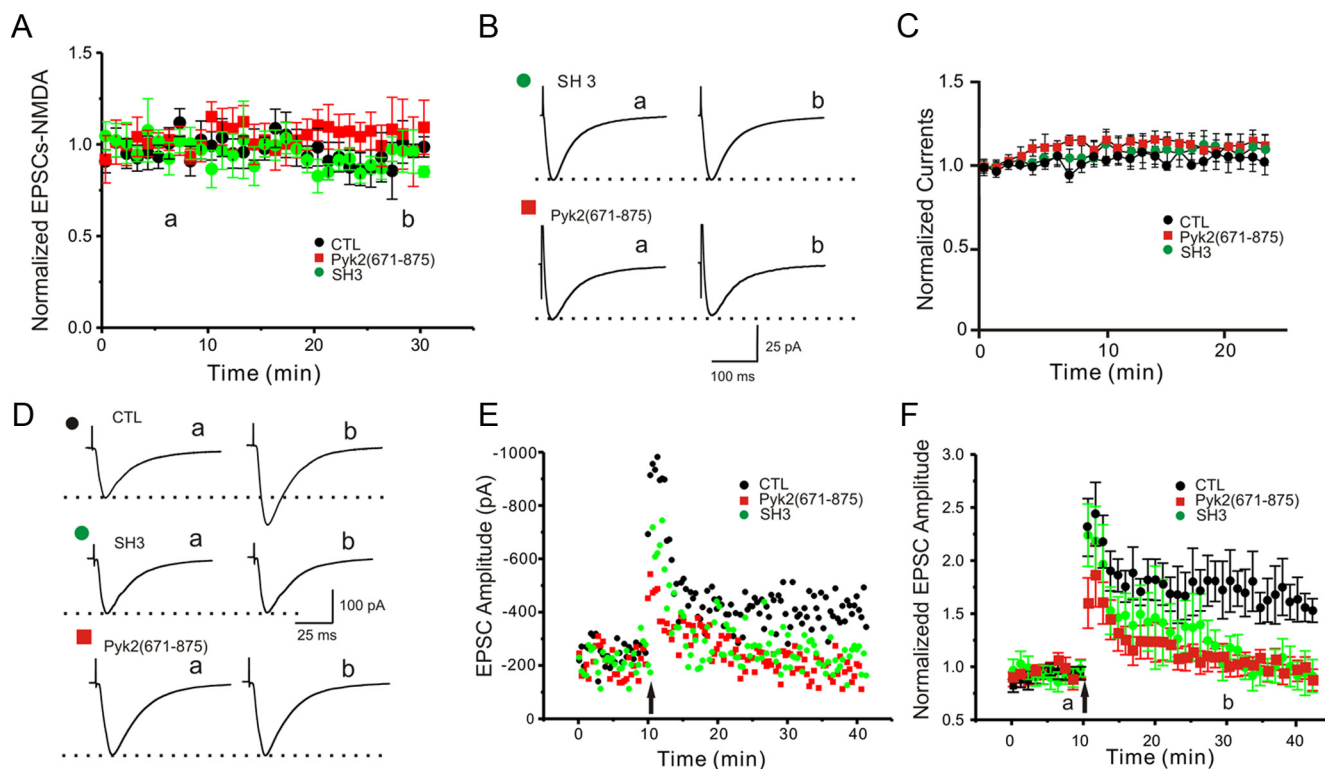 A
Normalized EPSCs-NMDA
1.5
1.0
0.5
0.0
a
b
CTL
Pyk2(671-875)
SH3
0
10
20
30
Time (min)
B
SH 3
a
b
Pyk2(671-875)
a
b
25 pA
100 ms
C
Normalized Currents
1.5
1.0
0.5
0
CTL
Pyk2(671-875)
SH3
0
10
20
Time (min)
D
CTL
a
b
SH3
a
b
100 pA
25 ms
Pyk2(671-875)
a
b
E
EPSC Amplitude (pA)
-1000
-800
-600
-400
-200
0
CTL
Pyk2(671-875)
SH3
0
10
20
30
40
Time (min)
F
Normalized EPSC Amplitude
3.0
2.5
2.0
1.5
1.0
0.5
CTL
Pyk2(671-875)
SH3
a
b
0
10
20
30
40
Time (min)